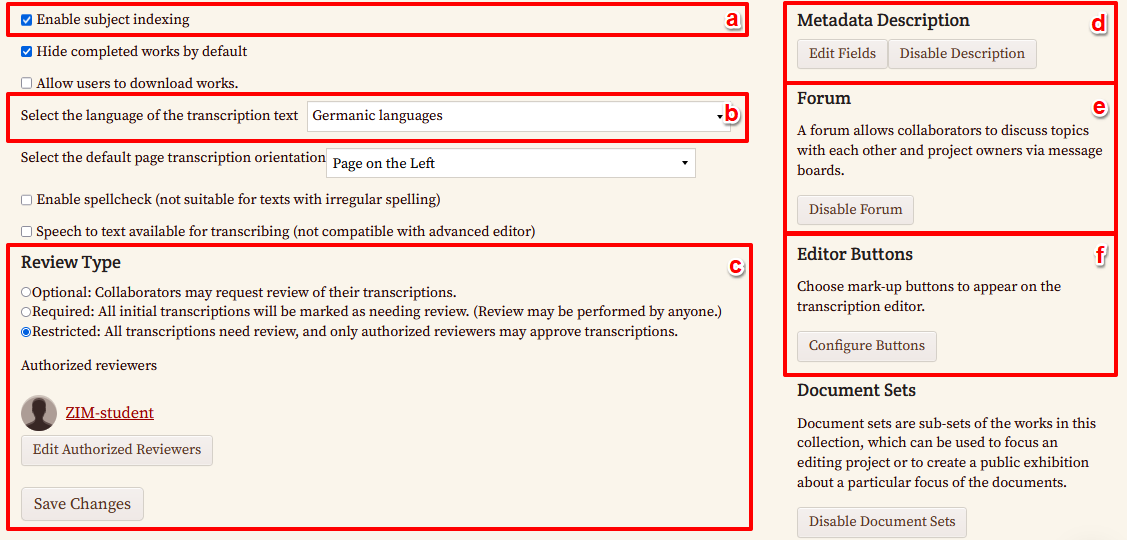 Enable subject indexing
a
Hide completed works by default
Allow users to download works.
Select the language of the transcription text
Germanic languages
b
Select the default page transcription orientation
Page on the Left
Enable spellcheck (not suitable for texts with irregular spelling)
Speech to text available for transcribing (not compatible with advanced editor)
Review Type
c
Optional: Collaborators may request review of their transcriptions.
Required: All initial transcriptions will be marked as needing review. (Review may be performed by anyone.)
Restricted: All transcriptions need review, and only authorized reviewers may approve transcriptions.
Authorized reviewers
ZIM-student
Edit Authorized Reviewers
Save Changes
Metadata Description
d
Edit Fields
Disable Description
Forum
e
A forum allows collaborators to discuss topics
with each other and project owners via message
boards.
Disable Forum
Editor Buttons
f
Choose mark-up buttons to appear on the
transcription editor.
Configure Buttons
Document Sets
Document sets are sub-sets of the works in this
collection, which can be used to focus an
editing project or to create a public exhibition
about a particular focus of the documents.
Disable Document Sets